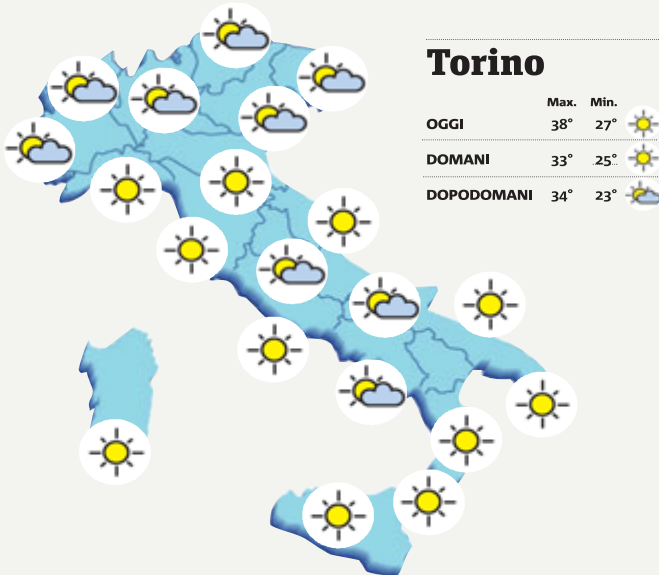 Torino
Max. Min.
OGGI 38° 27°
DOMANI 33° 25°
DOPODOMANI 34° 23°